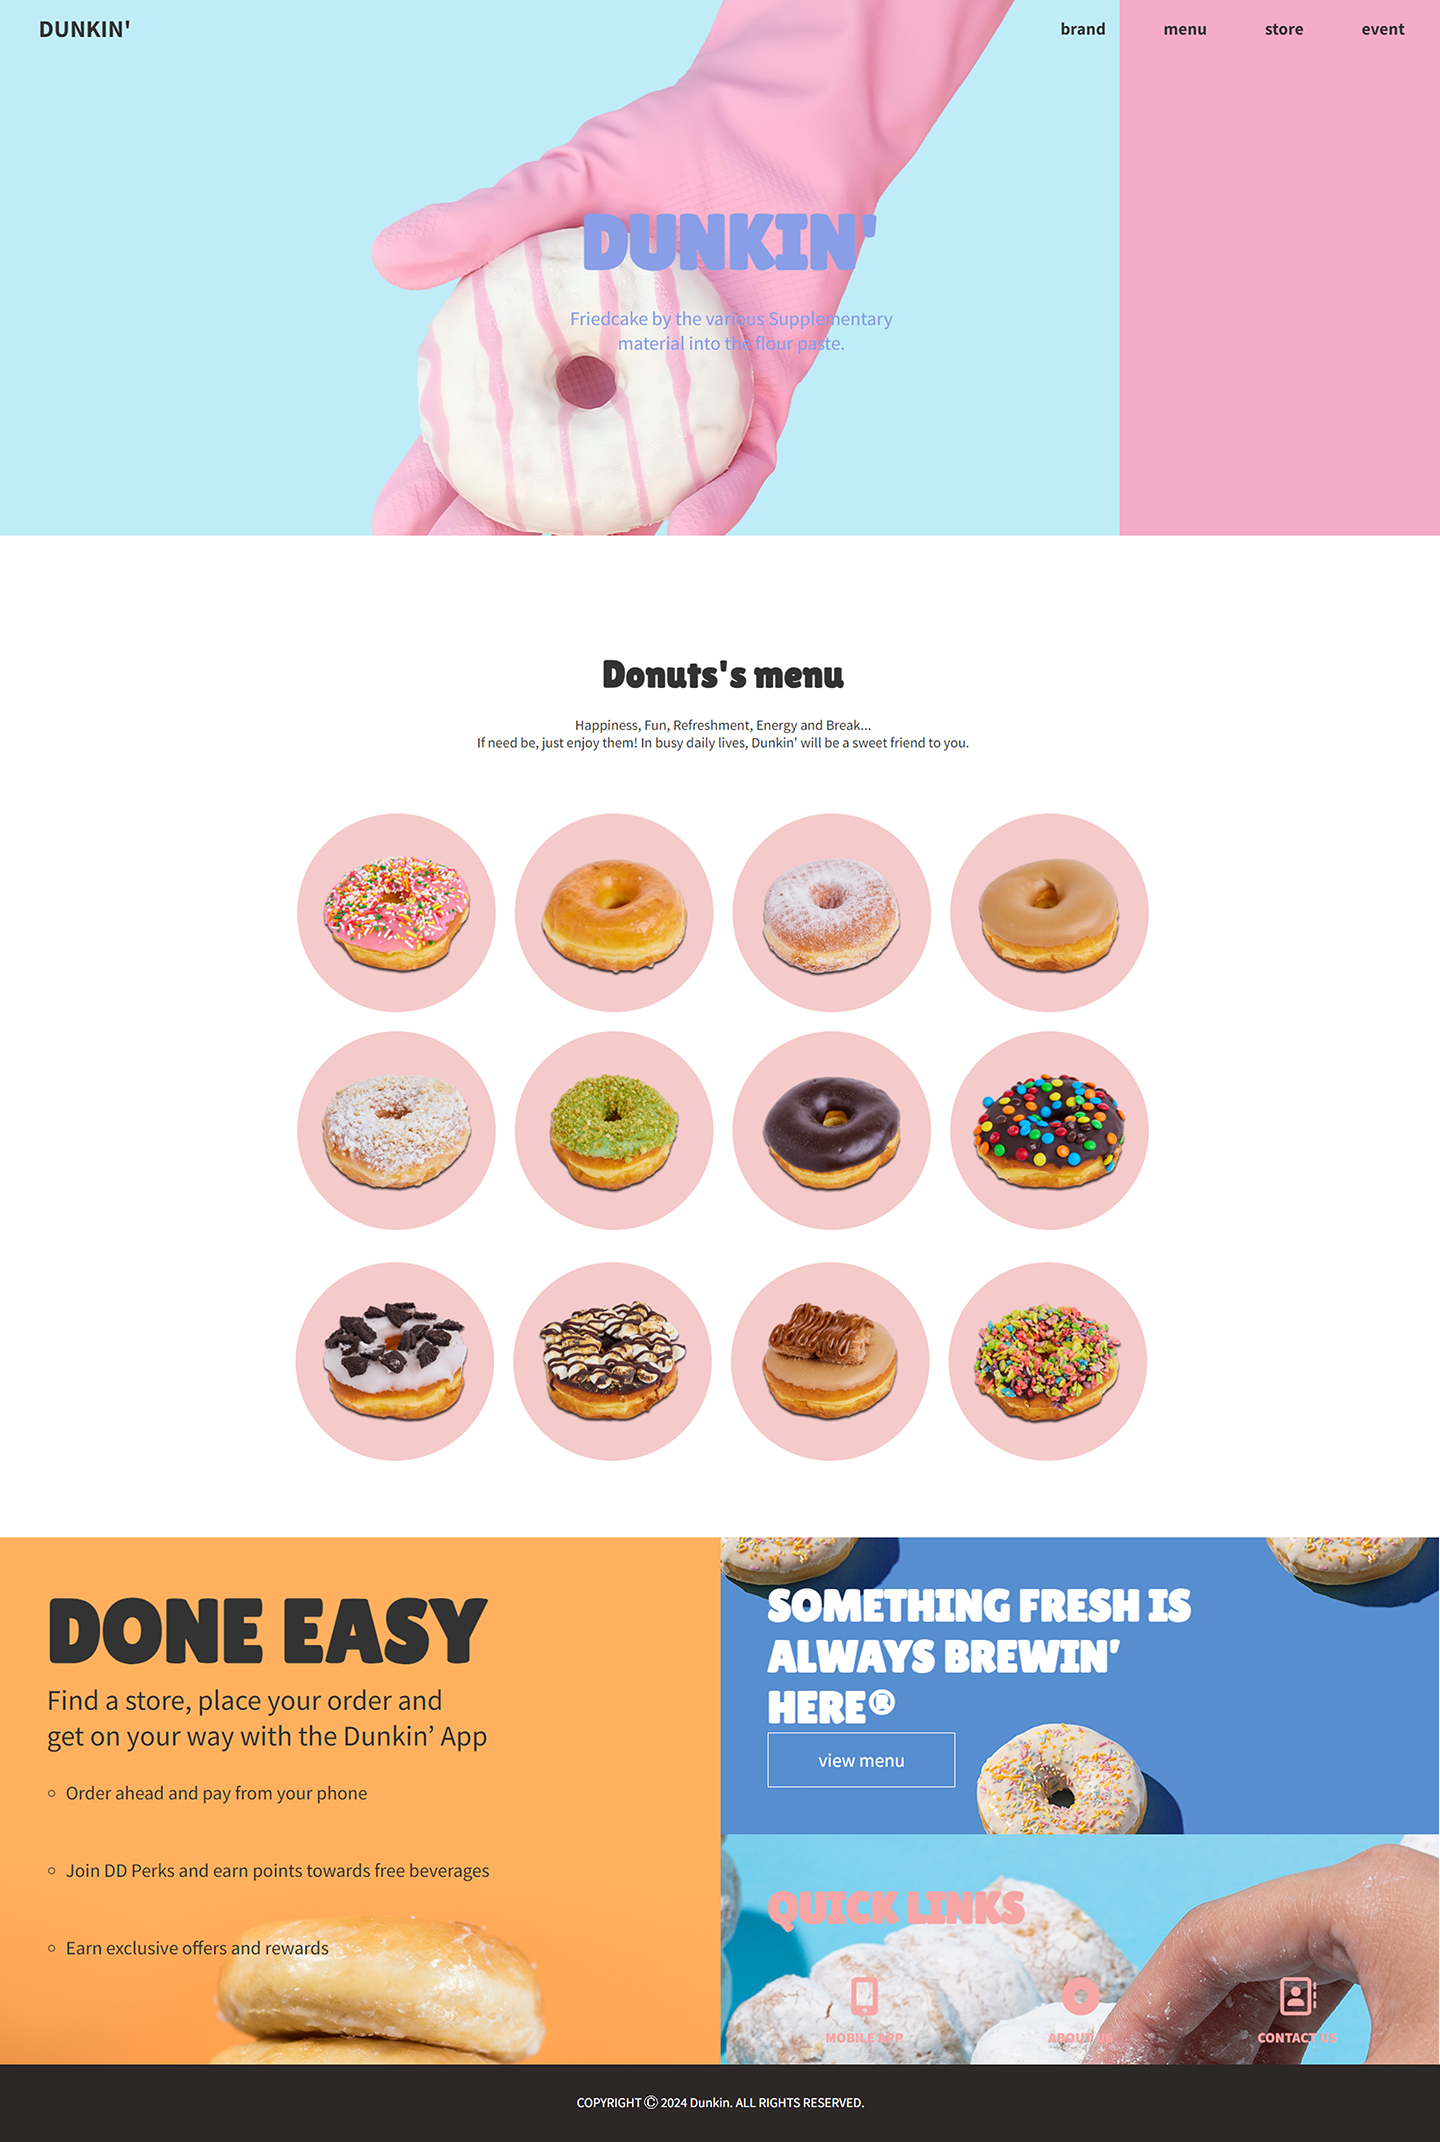 DUNKIN'
brand menu store event
DUNKIN'
Friedcake by the various Supplementary
material into the flour paste.
Donuts's menu
Happiness, Fun, Refreshment, Energy and Break...
If need be, just enjoy them! In busy daily lives, Dunkin' will be a sweet friend to you.
DONE EASY
Find a store, place your order and
get on your way with the Dunkin’ App
Order ahead and pay from your phone
Join DD Perks and earn points towards free beverages
Earn exclusive offers and rewards
SOMETHING FRESH IS
ALWAYS BREWIN’
HERE®
view menu
QUICK LINKS
MOBILE APP
ABOUT US
CONTACT US
COPYRIGHT Ⓒ 2024 Dunkin. ALL RIGHTS RESERVED.